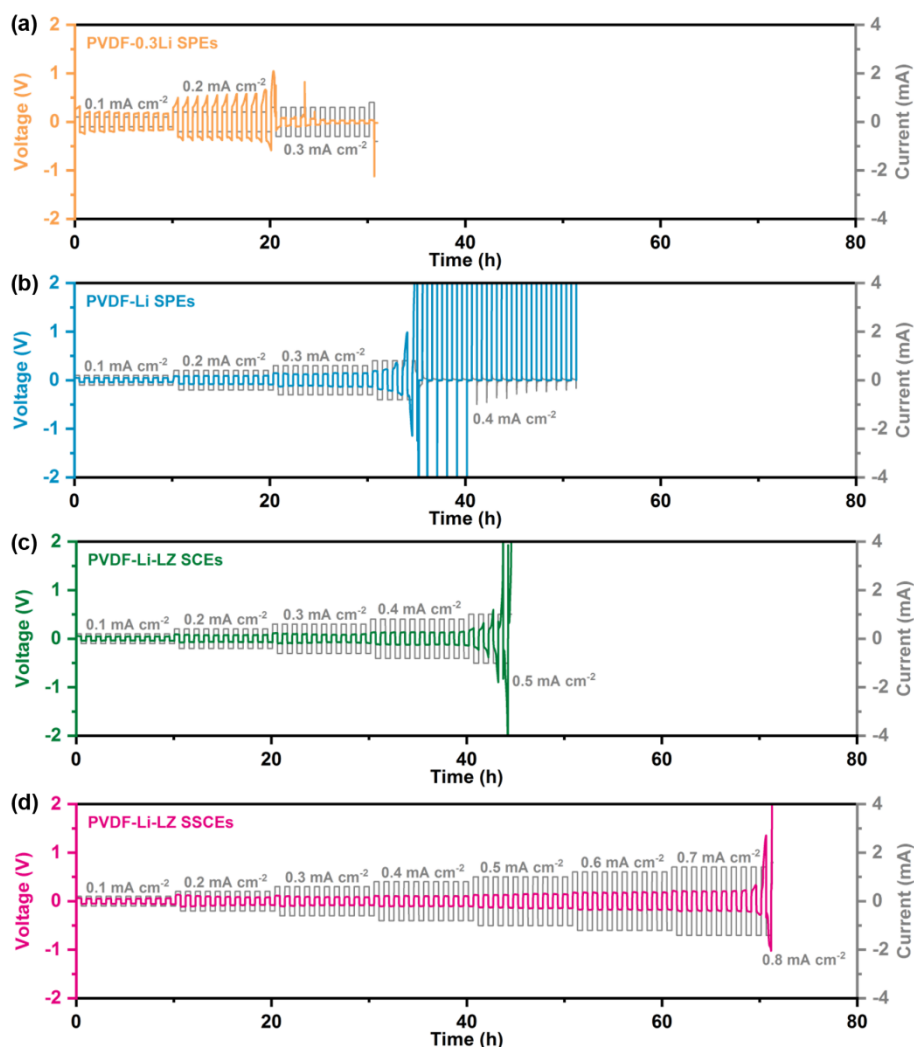 (a)
PVDF-0.3Li SPEs
0.1 mA cm⁻²
0.2 mA cm⁻²
0.3 mA cm⁻²
Voltage (V)
2
1
0
-1
-2
Current (mA)
4
2
0
-2
-4
0 20 40 60 80
Time (h)
(b)
PVDF-Li SPEs
0.1 mA cm⁻²
0.2 mA cm⁻²
0.3 mA cm⁻²
0.4 mA cm⁻²
Voltage (V)
2
1
0
-1
-2
Current (mA)
4
2
0
-2
-4
0 20 40 60 80
Time (h)
(c)
PVDF-Li-LZ SCEs
0.1 mA cm⁻²
0.2 mA cm⁻²
0.3 mA cm⁻²
0.4 mA cm⁻²
0.5 mA cm⁻²
Voltage (V)
2
1
0
-1
-2
Current (mA)
4
2
0
-2
-4
0 20 40 60 80
Time (h)
(d)
PVDF-Li-LZ SSCEs
0.1 mA cm⁻²
0.2 mA cm⁻²
0.3 mA cm⁻²
0.4 mA cm⁻²
0.5 mA cm⁻²
0.6 mA cm⁻²
0.7 mA cm⁻²
0.8 mA cm⁻²
Voltage (V)
2
1
0
-1
-2
Current (mA)
4
2
0
-2
-4
0 20 40 60 80
Time (h)